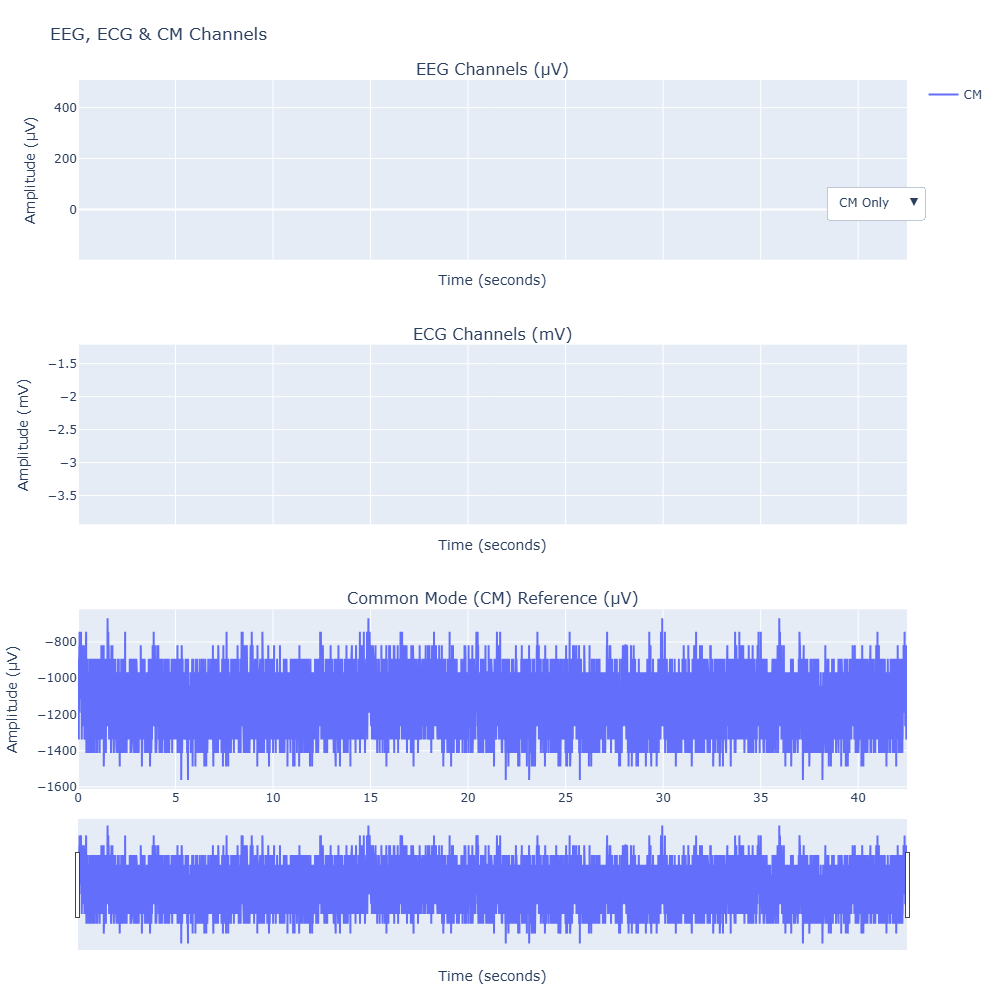 EEG, ECG & CM Channels
EEG Channels (μV)
CM
Amplitude (μV)
400
200
0
CM Only ▼
Time (seconds)
ECG Channels (mV)
Amplitude (mV)
−1.5
−2
−2.5
−3
−3.5
Time (seconds)
Common Mode (CM) Reference (μV)
Amplitude (μV)
−800
−1000
−1200
−1400
−1600
0 5 10 15 20 25 30 35 40
Time (seconds)